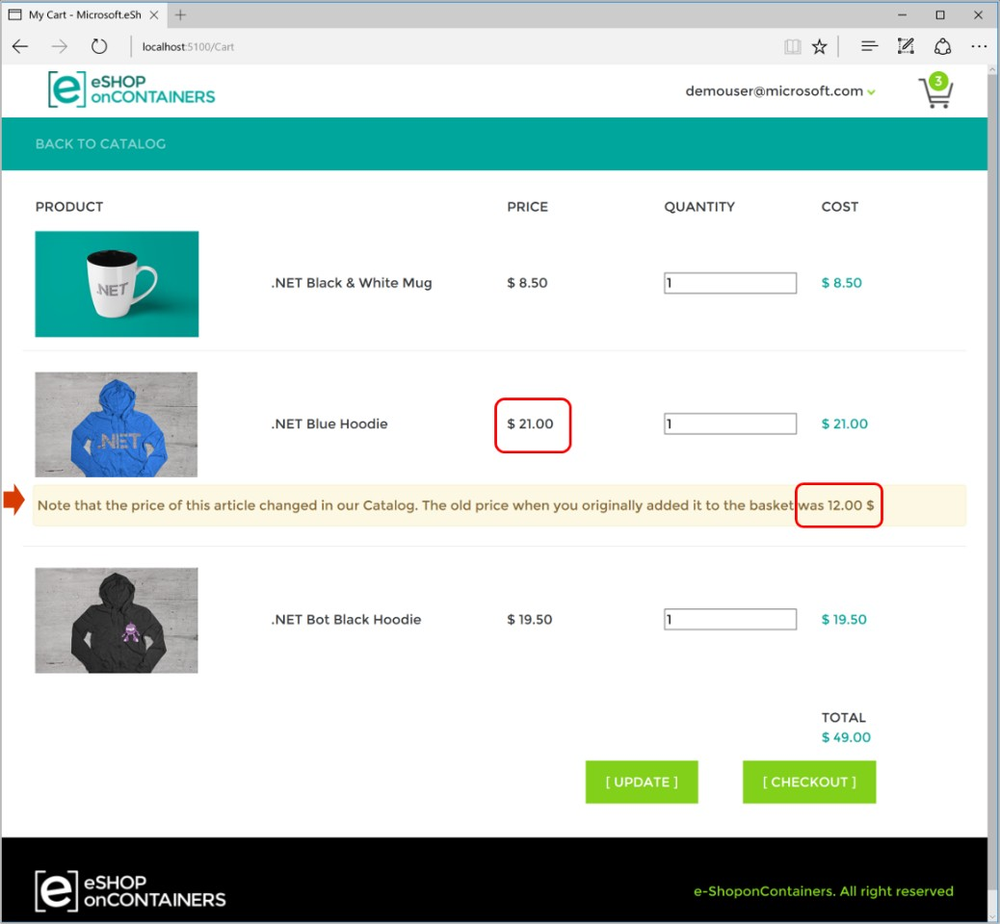 My Cart - Microsoft.eSh
localhost:5100/Cart
eSHOP
onCONTAINERS
demouser@microsoft.com
3
BACK TO CATALOG
PRODUCT PRICE QUANTITY COST
.NET
.NET Black & White Mug $ 8.50 1 $ 8.50
.NET
.NET Blue Hoodie $ 21.00 1 $ 21.00
Note that the price of this article changed in our Catalog. The old price when you originally added it to the basket was 12.00 $
.NET Bot Black Hoodie $ 19.50 1 $ 19.50
TOTAL
$ 49.00
[ UPDATE ] [ CHECKOUT ]
eSHOP
onCONTAINERS
e-ShoponContainers. All right reserved